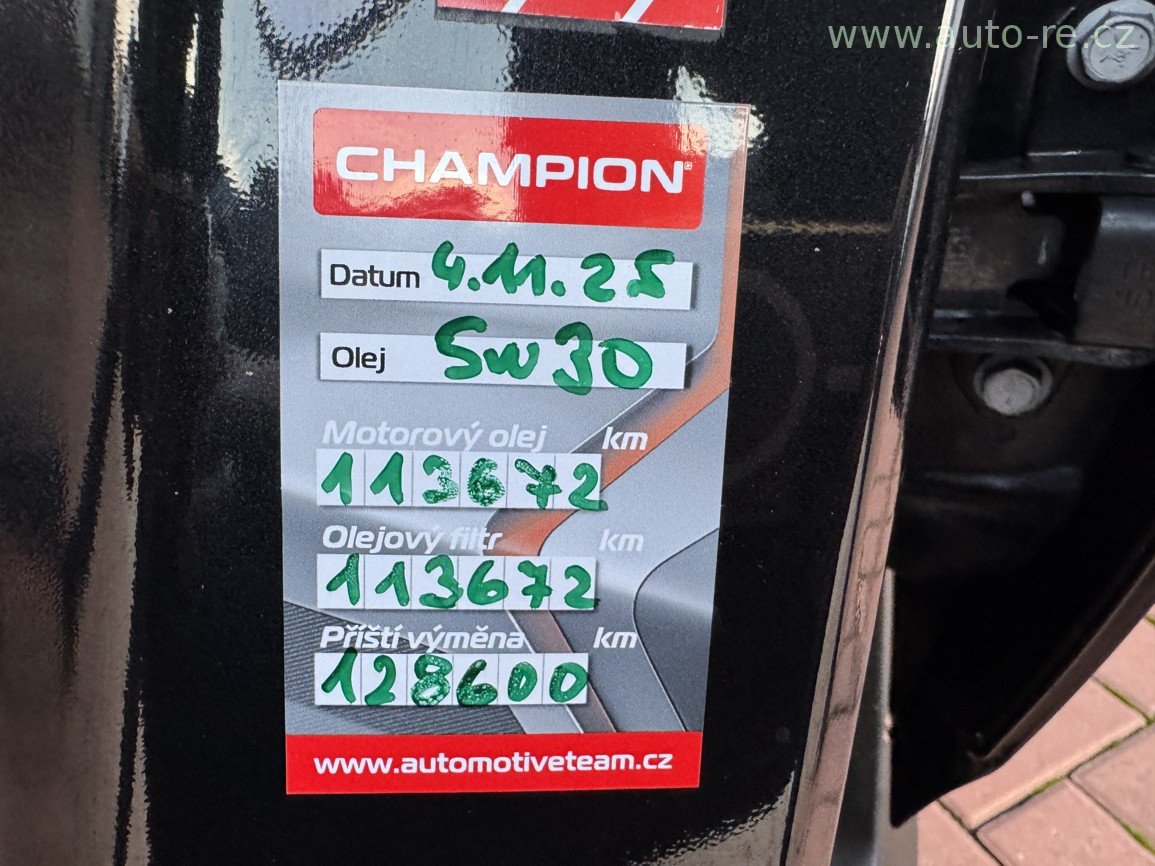 www.auto-re.cz
CHAMPION
Datum 4.11.25
Olej 5W30
Motorový olej km
113672
Olejový filtr km
113672
Příští výměna km
128600
www.automotiveteam.cz